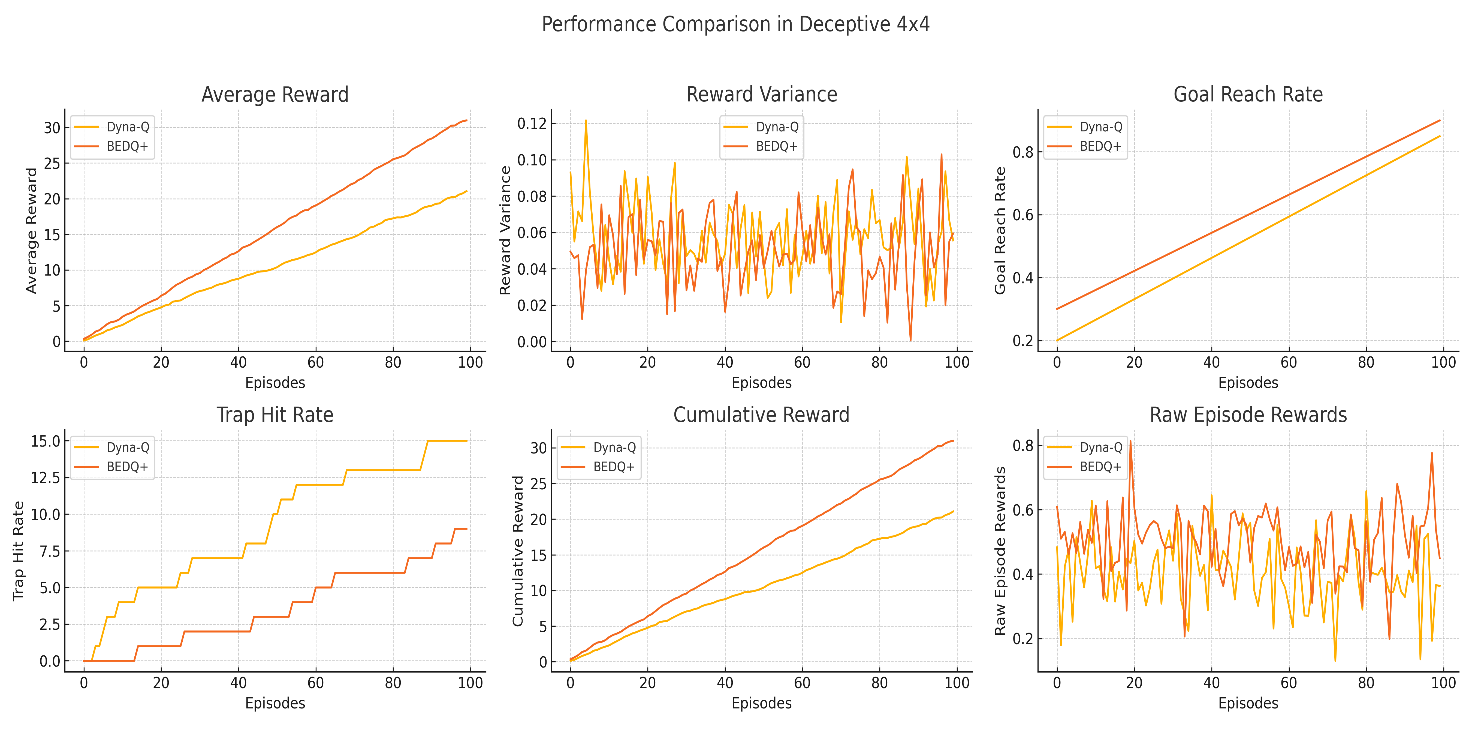 Performance Comparison in Deceptive 4x4
Average Reward
Average Reward
30
25
20
15
10
5
0
Dyna-Q
BEDQ+
0 20 40 60 80 100
Episodes
Reward Variance
Reward Variance
0.12
0.10
0.08
0.06
0.04
0.02
0.00
Dyna-Q
BEDQ+
0 20 40 60 80 100
Episodes
Goal Reach Rate
Goal Reach Rate
0.8
0.6
0.4
0.2
Dyna-Q
BEDQ+
0 20 40 60 80 100
Episodes
Trap Hit Rate
Trap Hit Rate
15.0
12.5
10.0
7.5
5.0
2.5
0.0
Dyna-Q
BEDQ+
0 20 40 60 80 100
Episodes
Cumulative Reward
Cumulative Reward
30
25
20
15
10
5
0
Dyna-Q
BEDQ+
0 20 40 60 80 100
Episodes
Raw Episode Rewards
Raw Episode Rewards
0.8
0.6
0.4
0.2
Dyna-Q
BEDQ+
0 20 40 60 80 100
Episodes